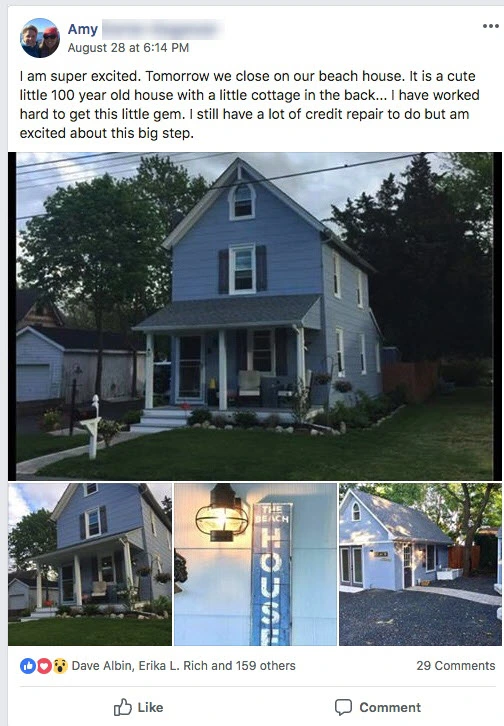 Amy
August 28 at 6:14 PM
I am super excited. Tomorrow we close on our beach house. It is a cute
little 100 year old house with a little cottage in the back... I have worked
hard to get this little gem. I still have a lot of credit repair to do but am
excited about this big step.
THE
BEACH
HOUSE
Dave Albin, Erika L. Rich and 159 others
29 Comments
Like
Comment